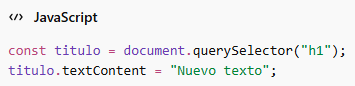 </> JavaScript
const titulo = document.querySelector("h1");
titulo.textContent = "Nuevo texto";